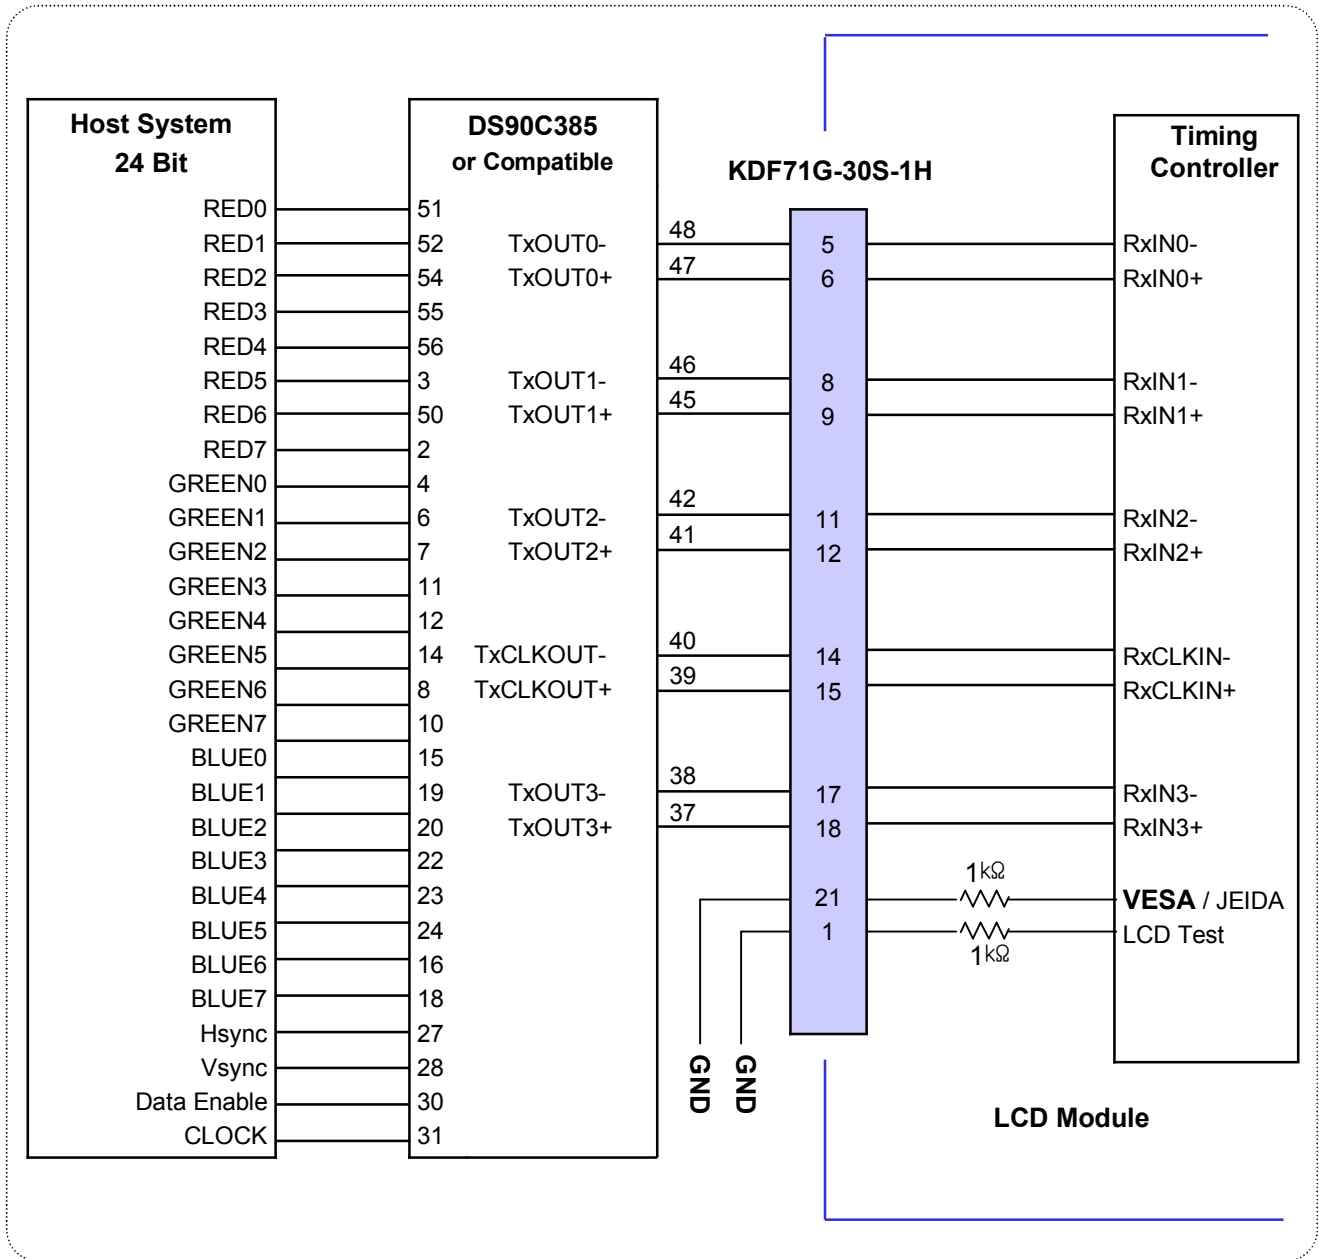 Host System
24 Bit
RED0
RED1
RED2
RED3
RED4
RED5
RED6
RED7
GREEN0
GREEN1
GREEN2
GREEN3
GREEN4
GREEN5
GREEN6
GREEN7
BLUE0
BLUE1
BLUE2
BLUE3
BLUE4
BLUE5
BLUE6
BLUE7
Hsync
Vsync
Data Enable
CLOCK
DS90C385
or Compatible
51
52
54
55
56
3
50
2
4
6
7
11
12
14
8
10
15
19
20
22
23
24
16
18
27
28
30
31
TxOUT0-
TxOUT0+
TxOUT1-
TxOUT1+
TxOUT2-
TxOUT2+
TxCLKOUT-
TxCLKOUT+
TxOUT3-
TxOUT3+
48
47
46
45
42
41
40
39
38
37
GND
GND
KDF71G-30S-1H
5
6
8
9
11
12
14
15
17
18
21
1
1kΩ
1kΩ
Timing
Controller
RxIN0-
RxIN0+
RxIN1-
RxIN1+
RxIN2-
RxIN2+
RxCLKIN-
RxCLKIN+
RxIN3-
RxIN3+
VESA / JEIDA
LCD Test
LCD Module